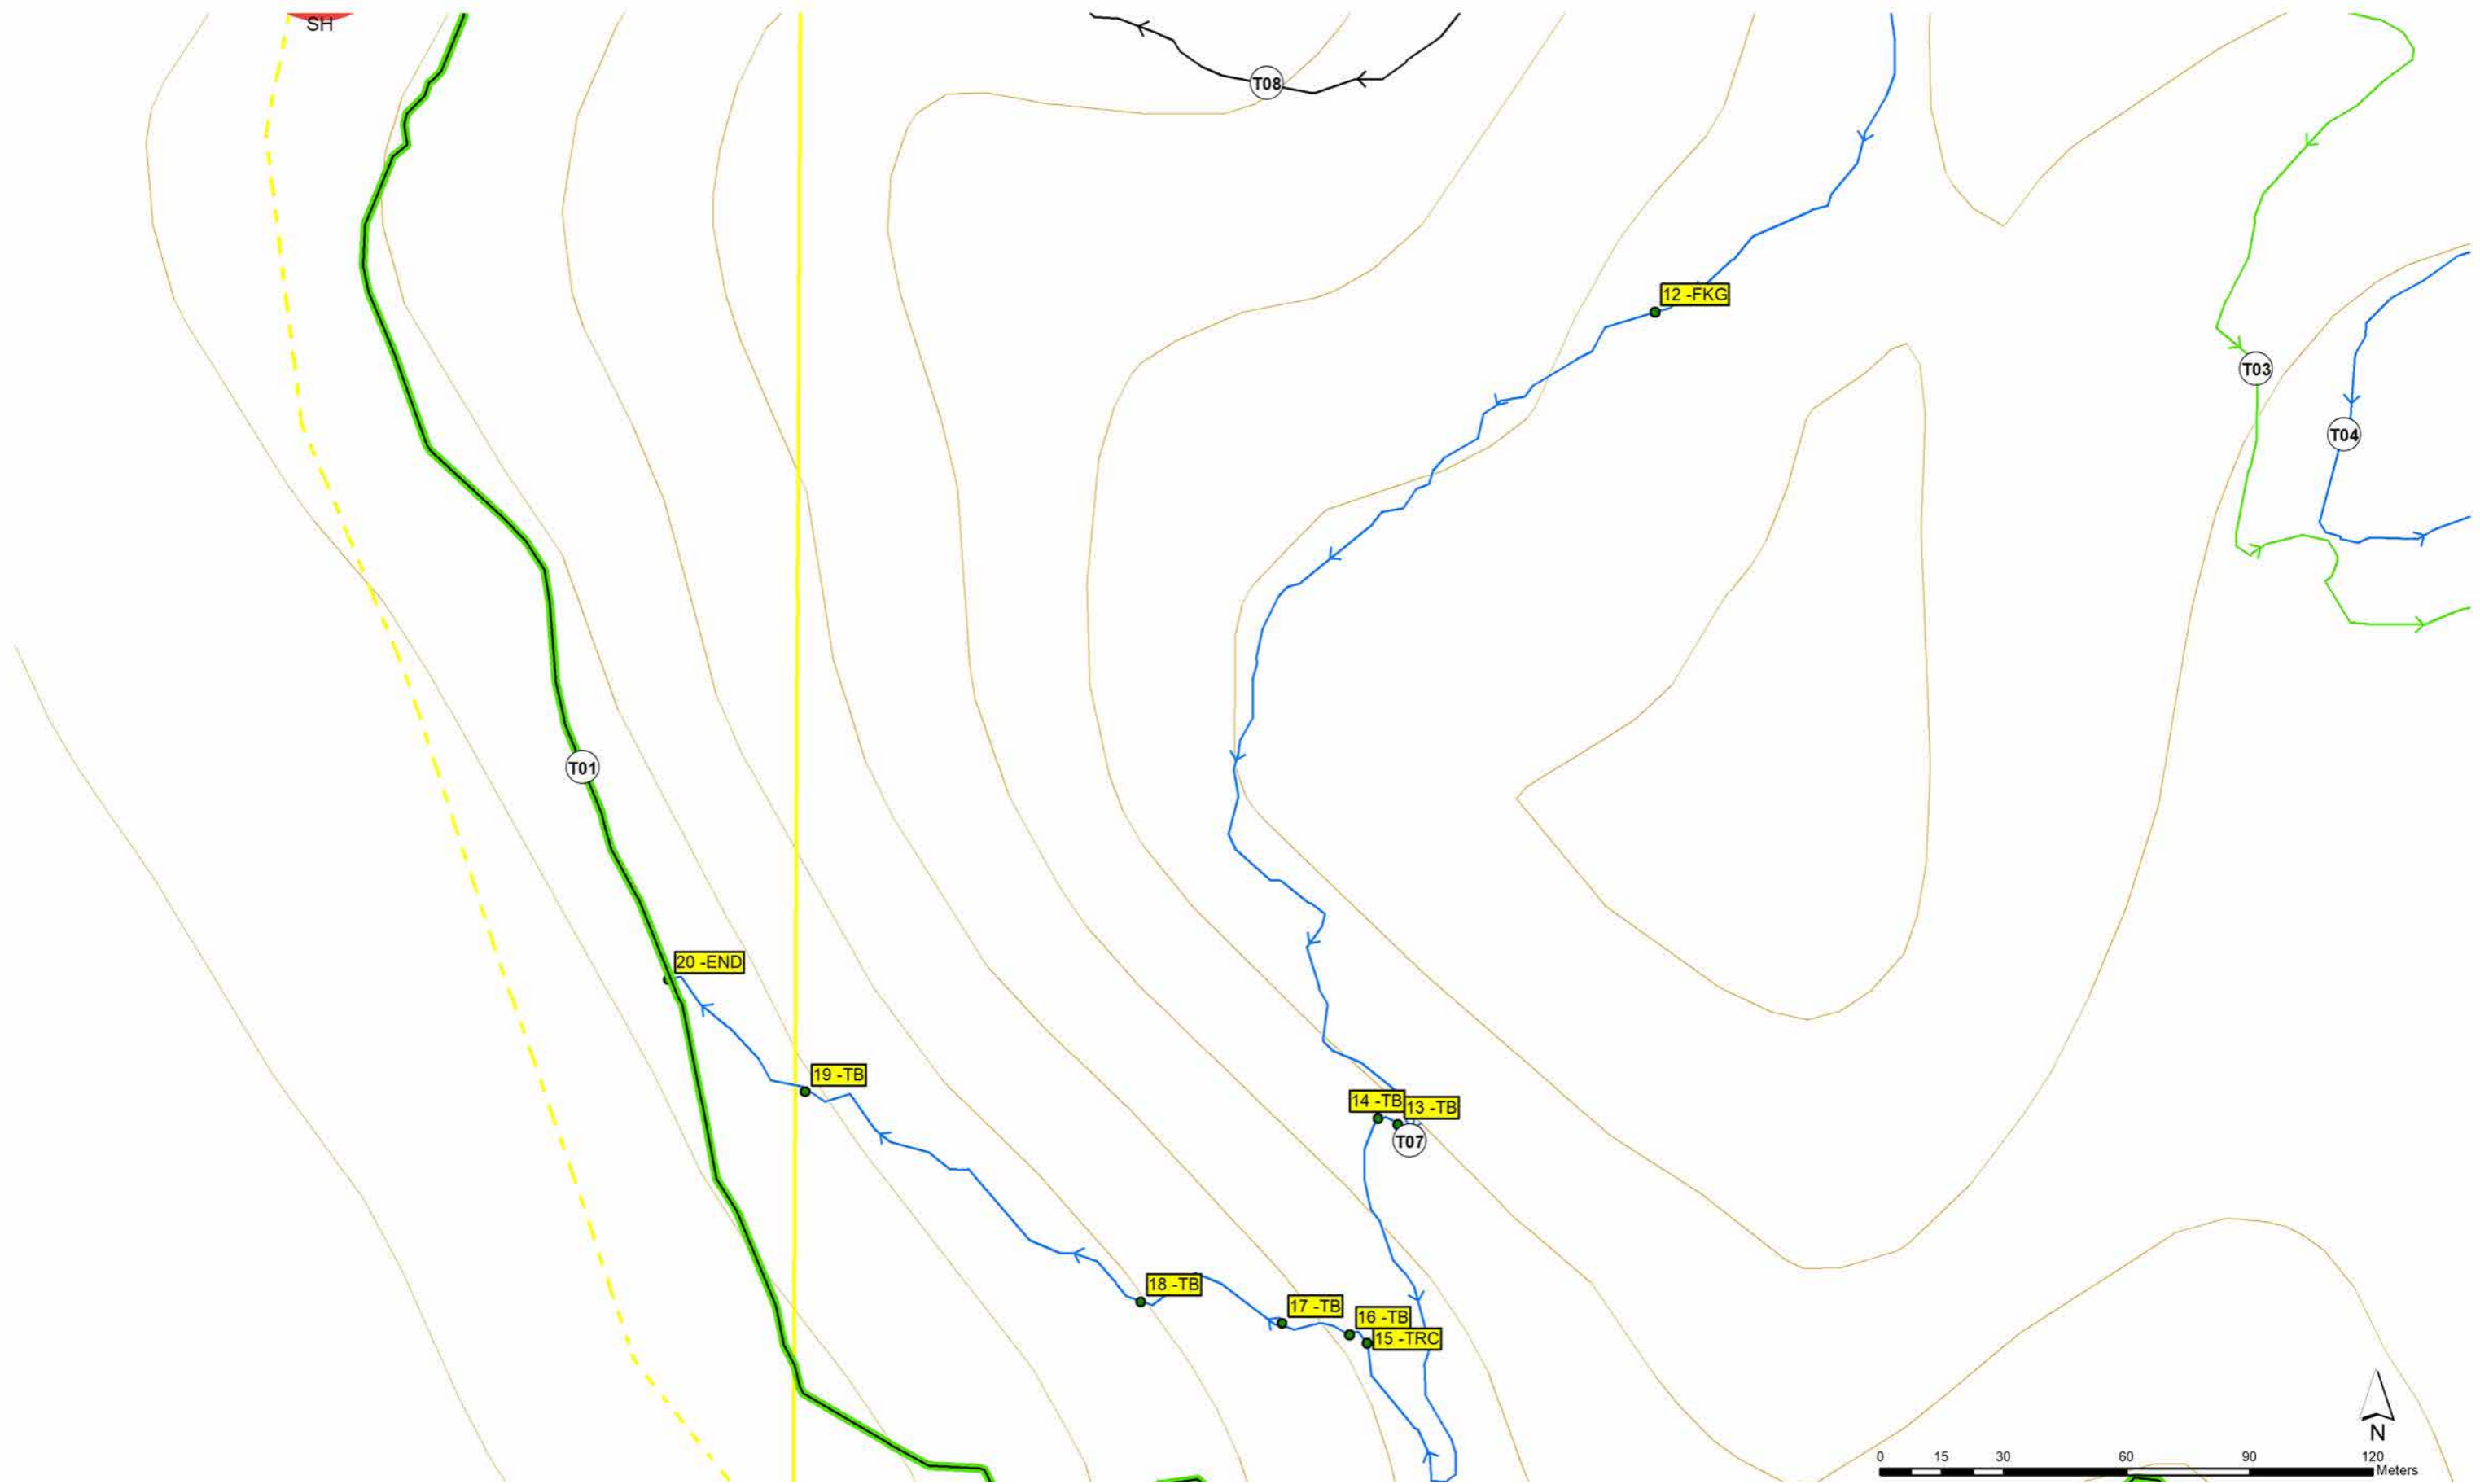 SH
T08
12 -FKG
T03
T04
T01
20 -END
19 -TB
14 -TB
13 -TB
T07
18 -TB
17 -TB
16 -TB
15 -TRC
N
0 15 30 60 90 120
Meters